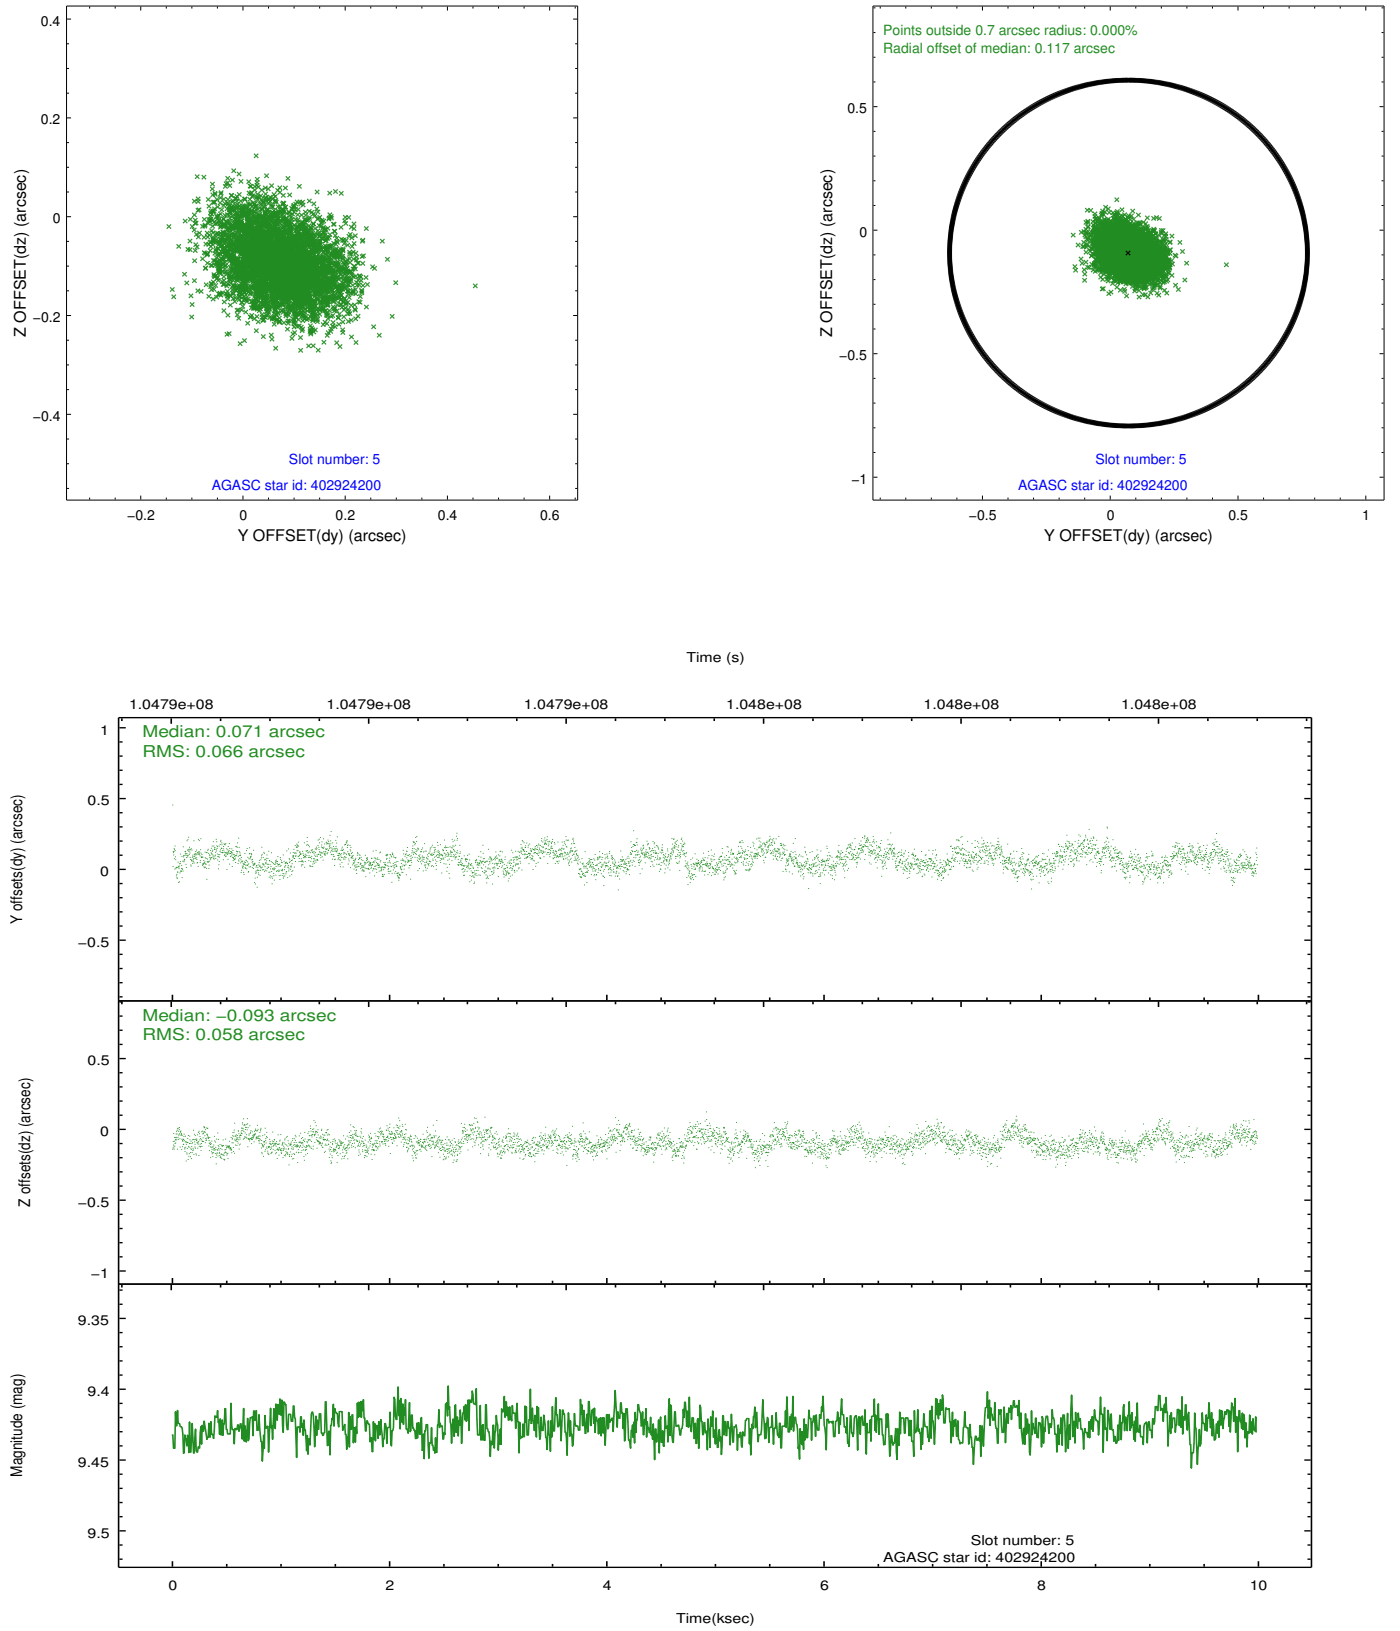 0.4
0.2
0
−0.2
−0.4
Z OFFSET(dz) (arcsec)
Slot number: 5
AGASC star id: 402924200
−0.2
0
0.2
0.4
0.6
Y OFFSET(dy) (arcsec)
Points outside 0.7 arcsec radius: 0.000%
Radial offset of median: 0.117 arcsec
0.5
0
−0.5
−1
Z OFFSET(dz) (arcsec)
Slot number: 5
AGASC star id: 402924200
−0.5
0
0.5
1
Y OFFSET(dy) (arcsec)
Time (s)
1.0479e+08
1.0479e+08
1.0479e+08
1.048e+08
1.048e+08
1.048e+08
Median: 0.071 arcsec
RMS: 0.066 arcsec
1
0.5
0
−0.5
Y offsets(dy) (arcsec)
Median: −0.093 arcsec
RMS: 0.058 arcsec
0.5
0
−0.5
−1
Z offsets(dz) (arcsec)
9.35
9.4
9.45
9.5
Magnitude (mag)
Slot number: 5
AGASC star id: 402924200
0
2
4
6
8
10
Time(ksec)